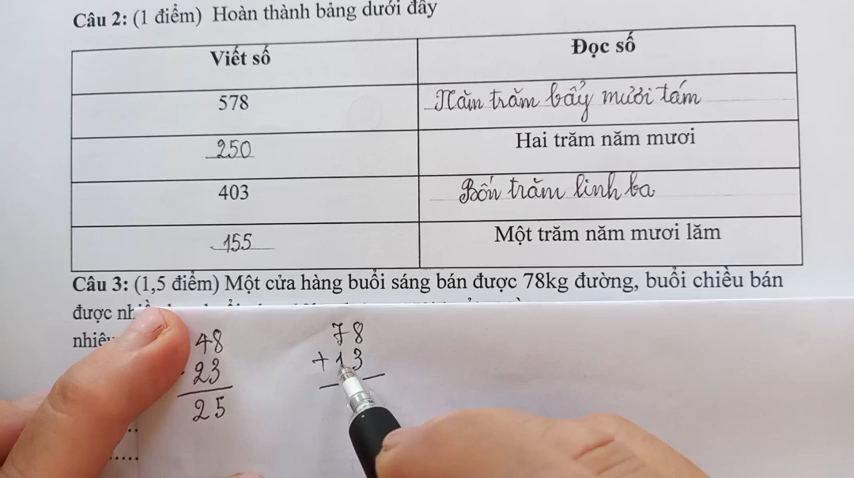 Câu 2: (1 điểm) Hoàn thành bảng dưới đây
Viết số Đọc số
578 Năm trăm bảy mươi tám
250 Hai trăm năm mươi
403 Bốn trăm linh ba
155 Một trăm năm mươi lăm
Câu 3: (1,5 điểm) Một cửa hàng buổi sáng bán được 78kg đường, buổi chiều bán
được
48 78
23 +13
25